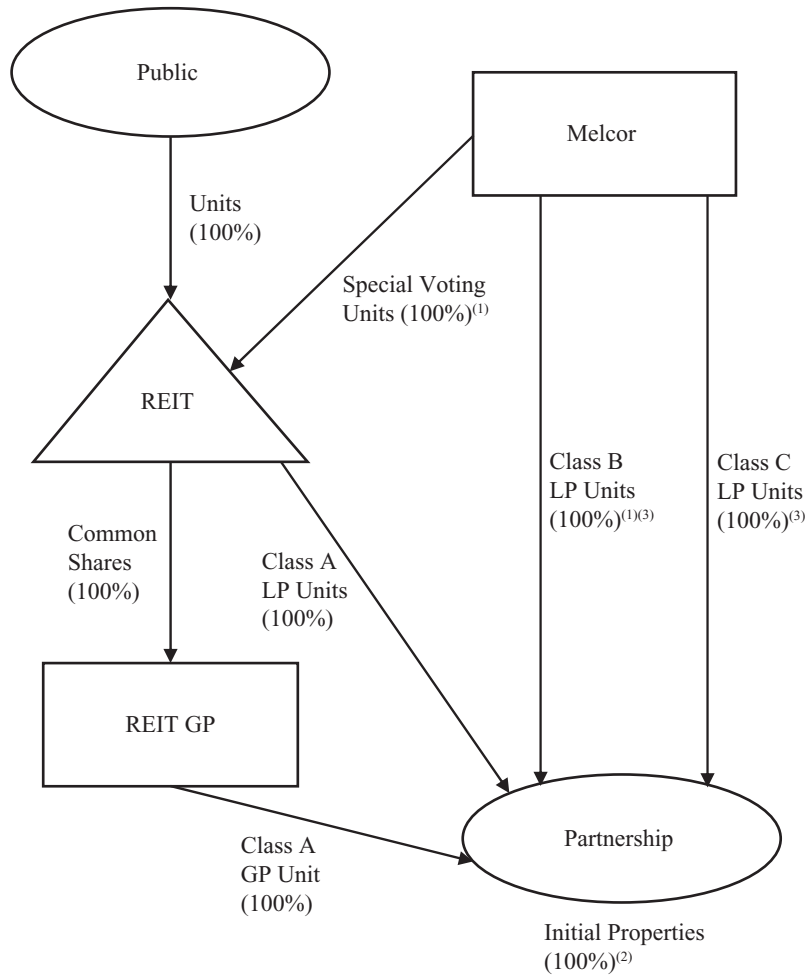 Public
Melcor
Units
(100%)
Special Voting
Units (100%)(1)
REIT
Class B
LP Units
(100%)(1)(3)
Class C
LP Units
(100%)(3)
Common
Shares
(100%)
Class A
LP Units
(100%)
REIT GP
Partnership
Class A
GP Unit
(100%)
Initial Properties
(100%)(2)